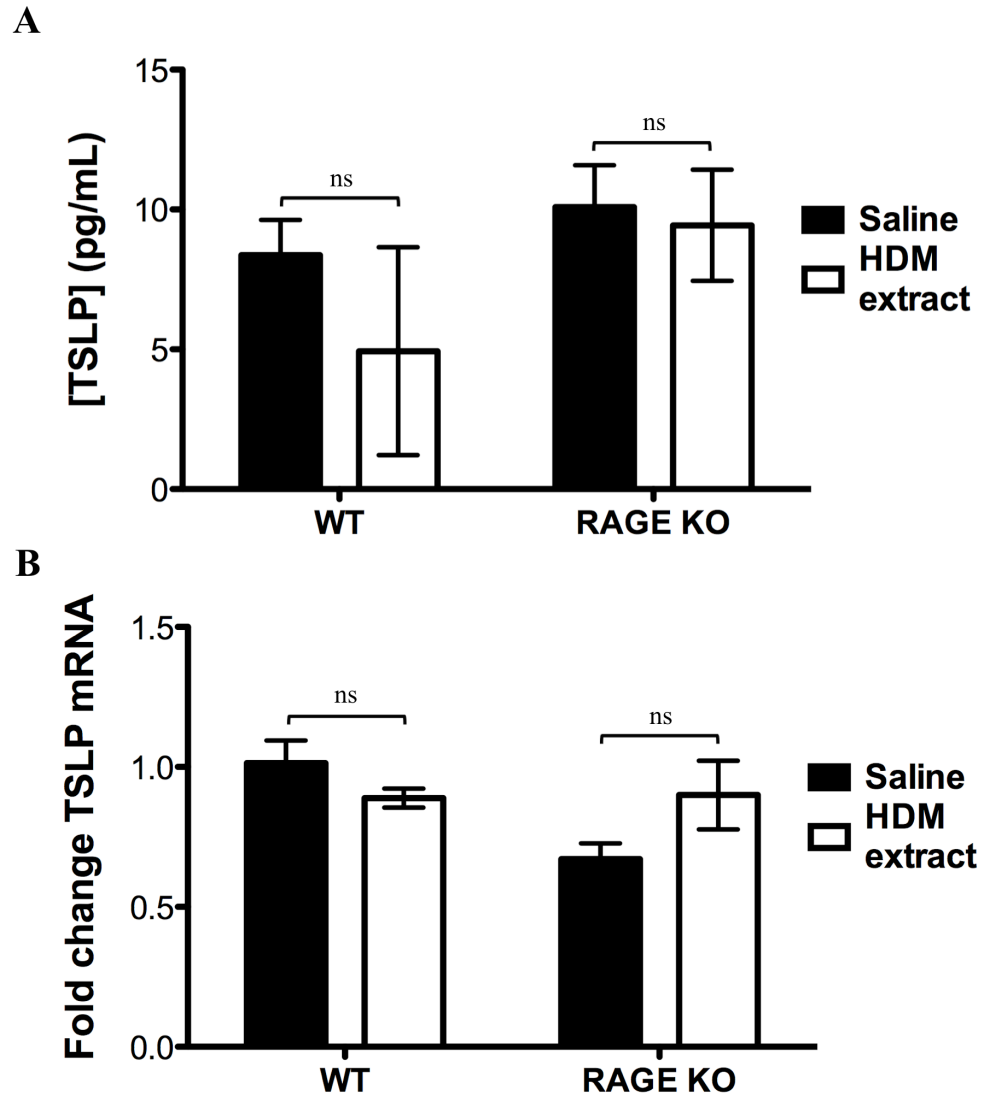 A
15
10
5
0
[TSLP] (pg/mL)
ns
ns
WT
RAGE KO
Saline
HDM
extract
B
1.5
1.0
0.5
0.0
Fold change TSLP mRNA
ns
ns
WT
RAGE KO
Saline
HDM
extract